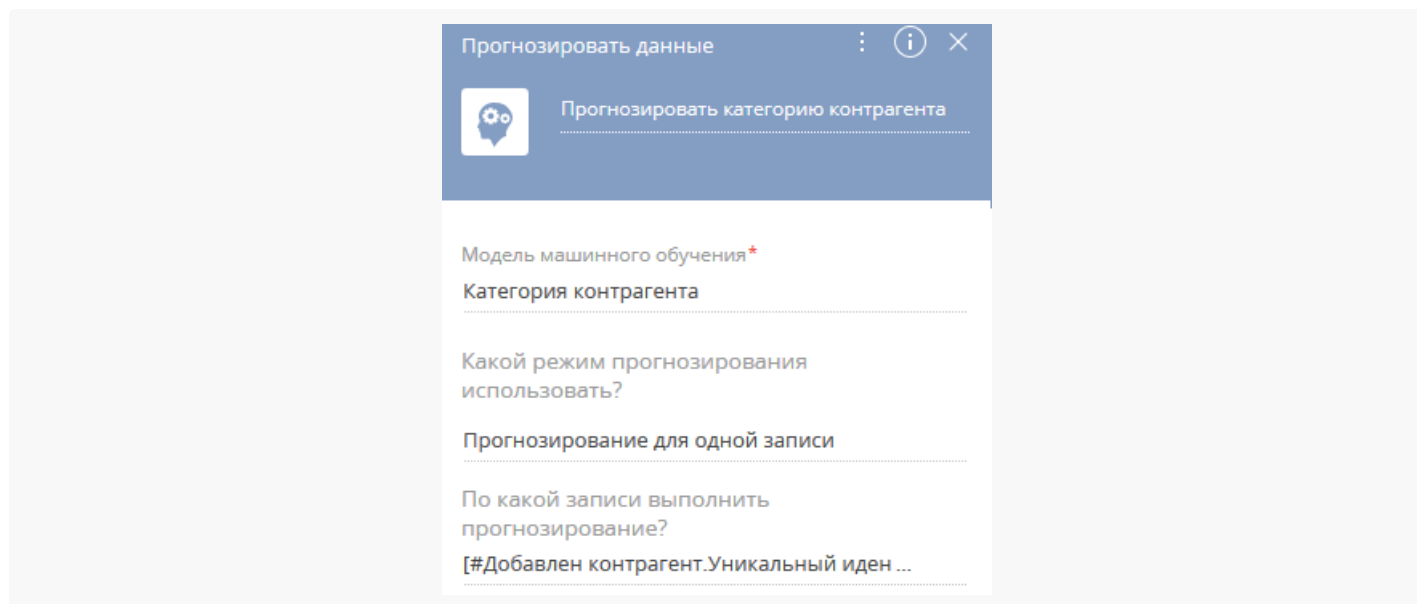 Прогнозировать данные
Прогнозировать категорию контрагента
Модель машинного обучения*
Категория контрагента
Какой режим прогнозирования
использовать?
Прогнозирование для одной записи
По какой записи выполнить
прогнозирование?
[#Добавлен контрагент.Уникальный иден ...